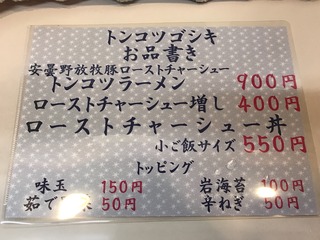 トンコツゴシキ
お品書き
安曇野放牧豚ローストチャーシュー
トンコツラーメン 900円
ローストチャーシュー増し 400円
ローストチャーシュー丼
小ご飯サイズ 550円
トッピング
味玉 150円 岩海苔 100円
茹で 50円 辛ねぎ 50円